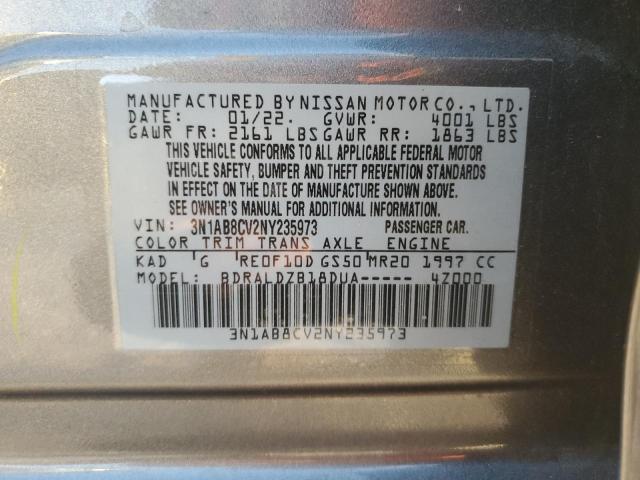 MANUFACTURED BY NISSAN MOTOR CO., LTD.
DATE: 01/22. GVWR: 4001 LBS
GAWR FR: 2161 LBS GAWR RR: 1863 LBS
THIS VEHICLE CONFORMS TO ALL APPLICABLE FEDERAL MOTOR
VEHICLE SAFETY, BUMPER AND THEFT PREVENTION STANDARDS
IN EFFECT ON THE DATE OF MANUFACTURE SHOWN ABOVE.
SEE OWNER'S MANUAL FOR ADDITIONAL INFORMATION.
VIN: 3N1AB8CV2NY235973 PASSENGER CAR.
COLOR TRIM TRANS AXLE ENGINE
KAD G RE0F10D GS50 MR20 1997 CC
MODEL: BDRALDZB18DUA----- 4Z000
3N1AB8CV2NY235973